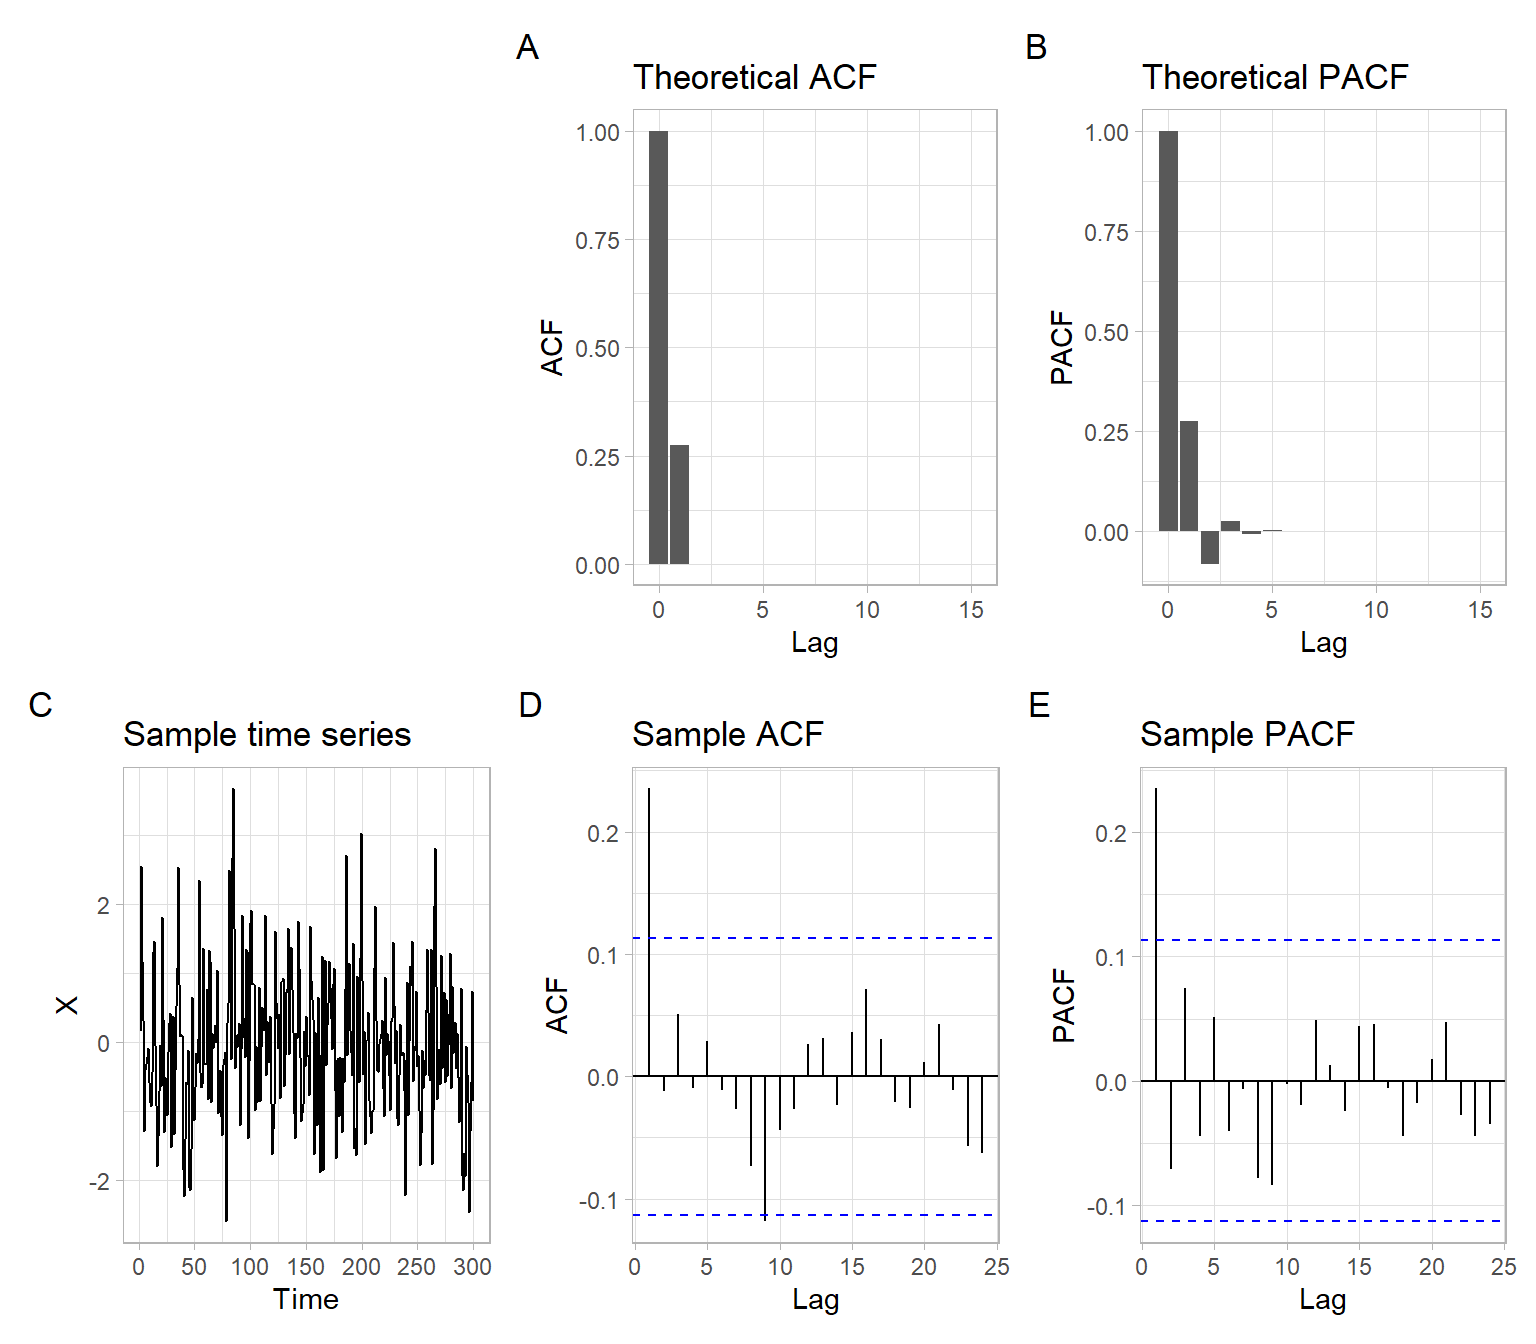 A
Theoretical ACF
1.00
0.75
0.50
0.25
0.00
ACF
0 5 10 15
Lag
B
Theoretical PACF
1.00
0.75
0.50
0.25
0.00
PACF
0 5 10 15
Lag
C
Sample time series
2
0
-2
X
0 50 100 150 200 250 300
Time
D
Sample ACF
0.2
0.1
0.0
-0.1
ACF
0 5 10 15 20 25
Lag
E
Sample PACF
0.2
0.1
0.0
-0.1
PACF
0 5 10 15 20 25
Lag